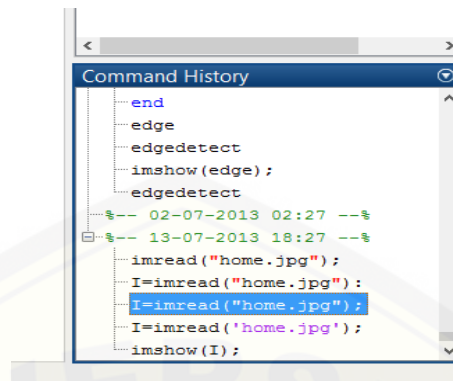 Command History
end
edge
edgedetect
imshow(edge);
edgedetect
%-- 02-07-2013 02:27 --%
%-- 13-07-2013 18:27 --%
imread("home.jpg");
I=imread("home.jpg"):
I=imread("home.jpg");
I=imread('home.jpg');
imshow(I);